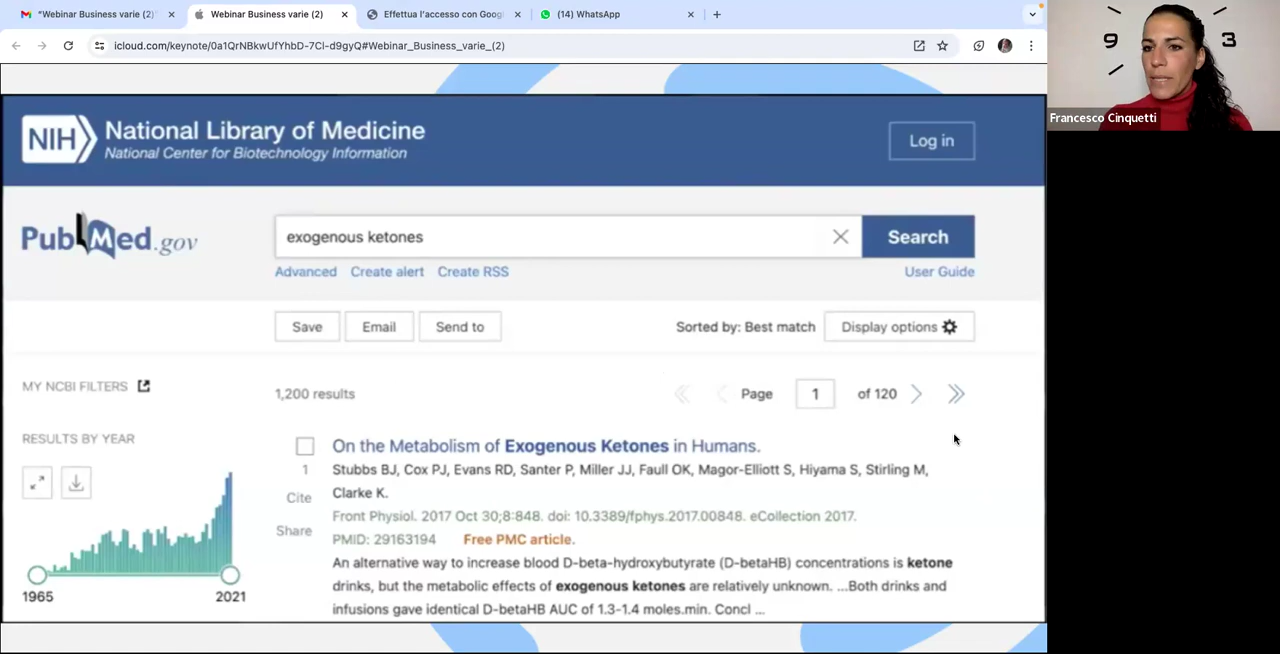 "Webinar Business varie (2)"
Webinar Business varie (2)
Effettua l'accesso con Goog
(14) WhatsApp
icloud.com/keynote/0a1QrNBkwUfYhbD-7Cl-d9gyQ#Webinar_Business_varie_(2)
9
3
Francesco Cinquetti
NIH
National Library of Medicine
National Center for Biotechnology Information
Log in
PubMed.gov
exogenous ketones
Search
Advanced
Create alert
Create RSS
User Guide
Save
Email
Send to
Sorted by: Best match
Display options
MY NCBI FILTERS
1,200 results
Page
1
of 120
RESULTS BY YEAR
1965
2021
On the Metabolism of Exogenous Ketones in Humans.
1
Stubbs BJ, Cox PJ, Evans RD, Santer P, Miller JJ, Faull OK, Magor-Elliott S, Hiyama S, Stirling M,
Clarke K.
Cite
Front Physiol. 2017 Oct 30;8:848. doi: 10.3389/fphys.2017.00848. eCollection 2017.
Share
PMID: 29163194
Free PMC article.
An alternative way to increase blood D-beta-hydroxybutyrate (D-betaHB) concentrations is ketone
drinks, but the metabolic effects of exogenous ketones are relatively unknown. ...Both drinks and
infusions gave identical D-betaHB AUC of 1.3-1.4 moles.min. Concl ...